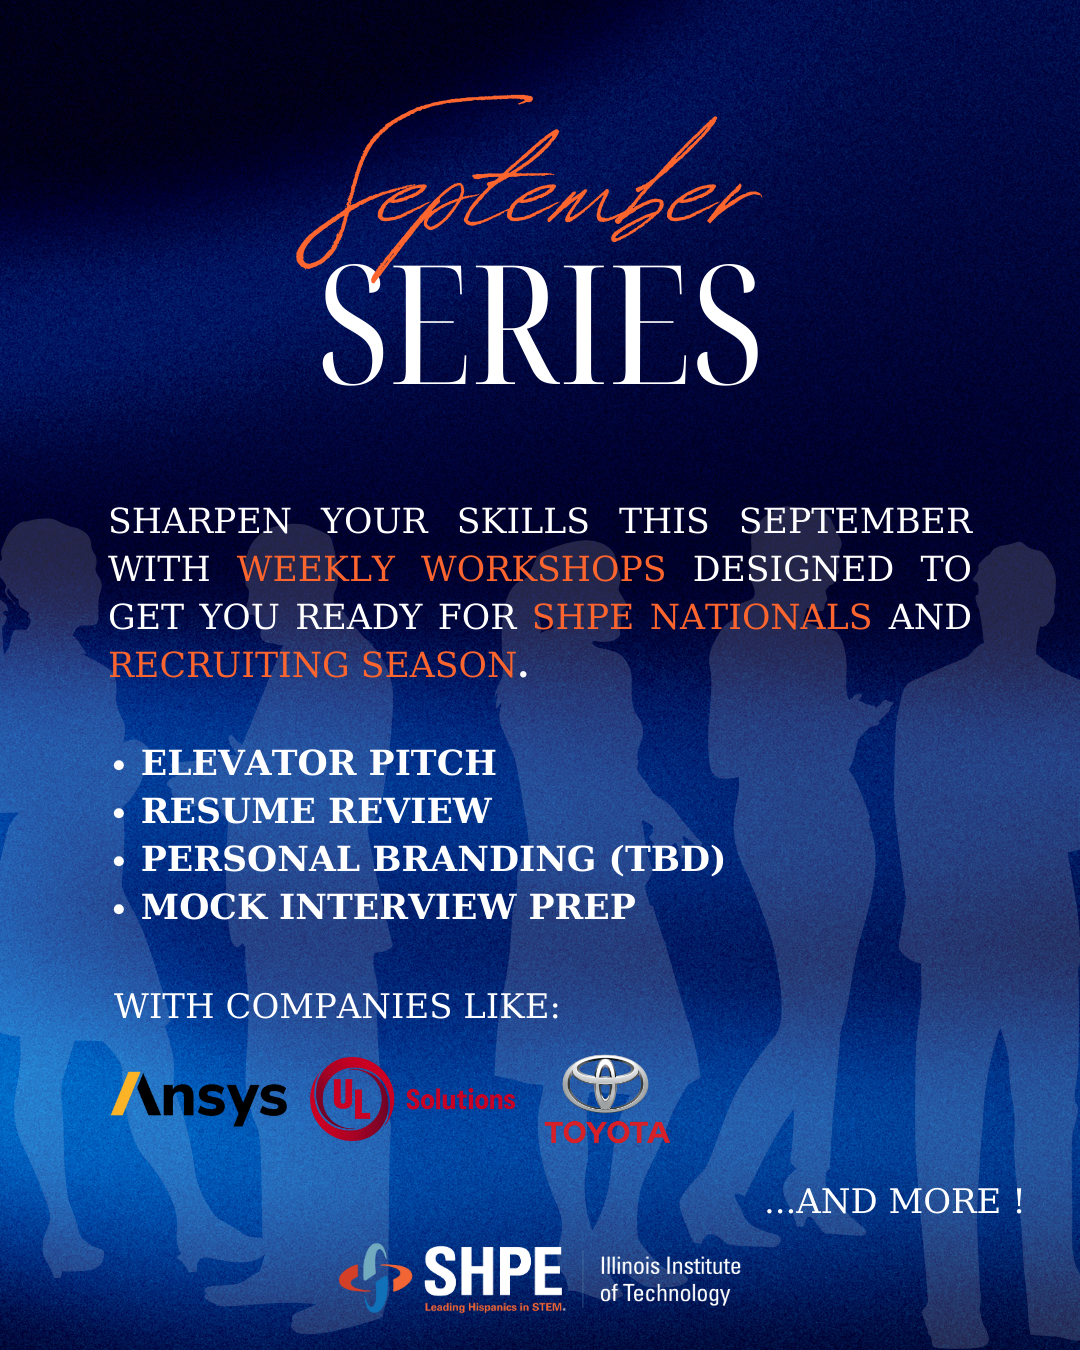 September
SERIES
SHARPEN YOUR SKILLS THIS SEPTEMBER
WITH WEEKLY WORKSHOPS DESIGNED TO
GET YOU READY FOR SHPE NATIONALS AND
RECRUITING SEASON.
• ELEVATOR PITCH
• RESUME REVIEW
• PERSONAL BRANDING (TBD)
• MOCK INTERVIEW PREP
WITH COMPANIES LIKE:
Ansys UL Solutions TOYOTA
...AND MORE !
SHPE
Leading Hispanics in STEM.
Illinois Institute
of Technology